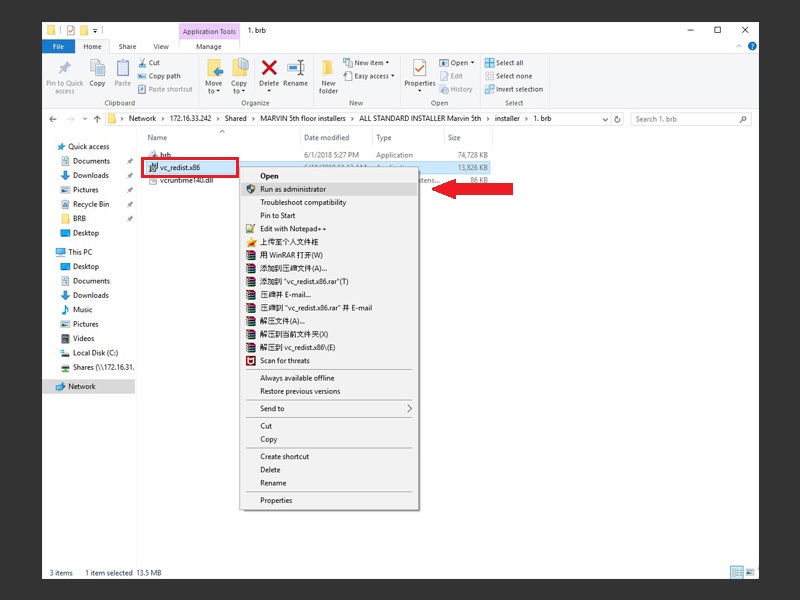 Application Tools 1. brb
File Home Share View Manage
Pin to Quick access
Copy
Paste
Cut
Copy path
Paste shortcut
Clipboard
Move to
Copy to
Delete
Rename
Organize
New folder
New item
Easy access
New
Properties
Open
Edit
History
Open
Select all
Select none
Invert selection
Select
Network > 172.16.33.242 > Shared > MARVIN 5th floor installers > ALL STANDARD INSTALLER Marvin 5th > installer > 1. brb
Search 1. brb
Name Date modified Type Size
brb 6/1/2018 5:27 PM Application 74,728 KB
vc_redist.x86 13,826 KB
vcruntime140.dll 86 KB
Quick access
Documents
Downloads
Pictures
Recycle Bin
BRB
Desktop
This PC
Desktop
Documents
Downloads
Music
Pictures
Videos
Local Disk (C:)
Shares (\\172.16.31.
Network
Open
Run as administrator
Troubleshoot compatibility
Pin to Start
Edit with Notepad++
上传至个人文件柜
用 WinRAR 打开(W)
添加到压缩文件(A)...
添加到 "vc_redist.x86.rar"(T)
压缩并 E-mail...
压缩到 "vc_redist.x86.rar" 并 E-mail
解压文件(A)...
解压到当前文件夹(X)
解压到 vc_redist.x86\(E)
Scan for threats
Always available offline
Restore previous versions
Send to
Cut
Copy
Create shortcut
Delete
Rename
Properties
3 items 1 item selected 13.5 MB